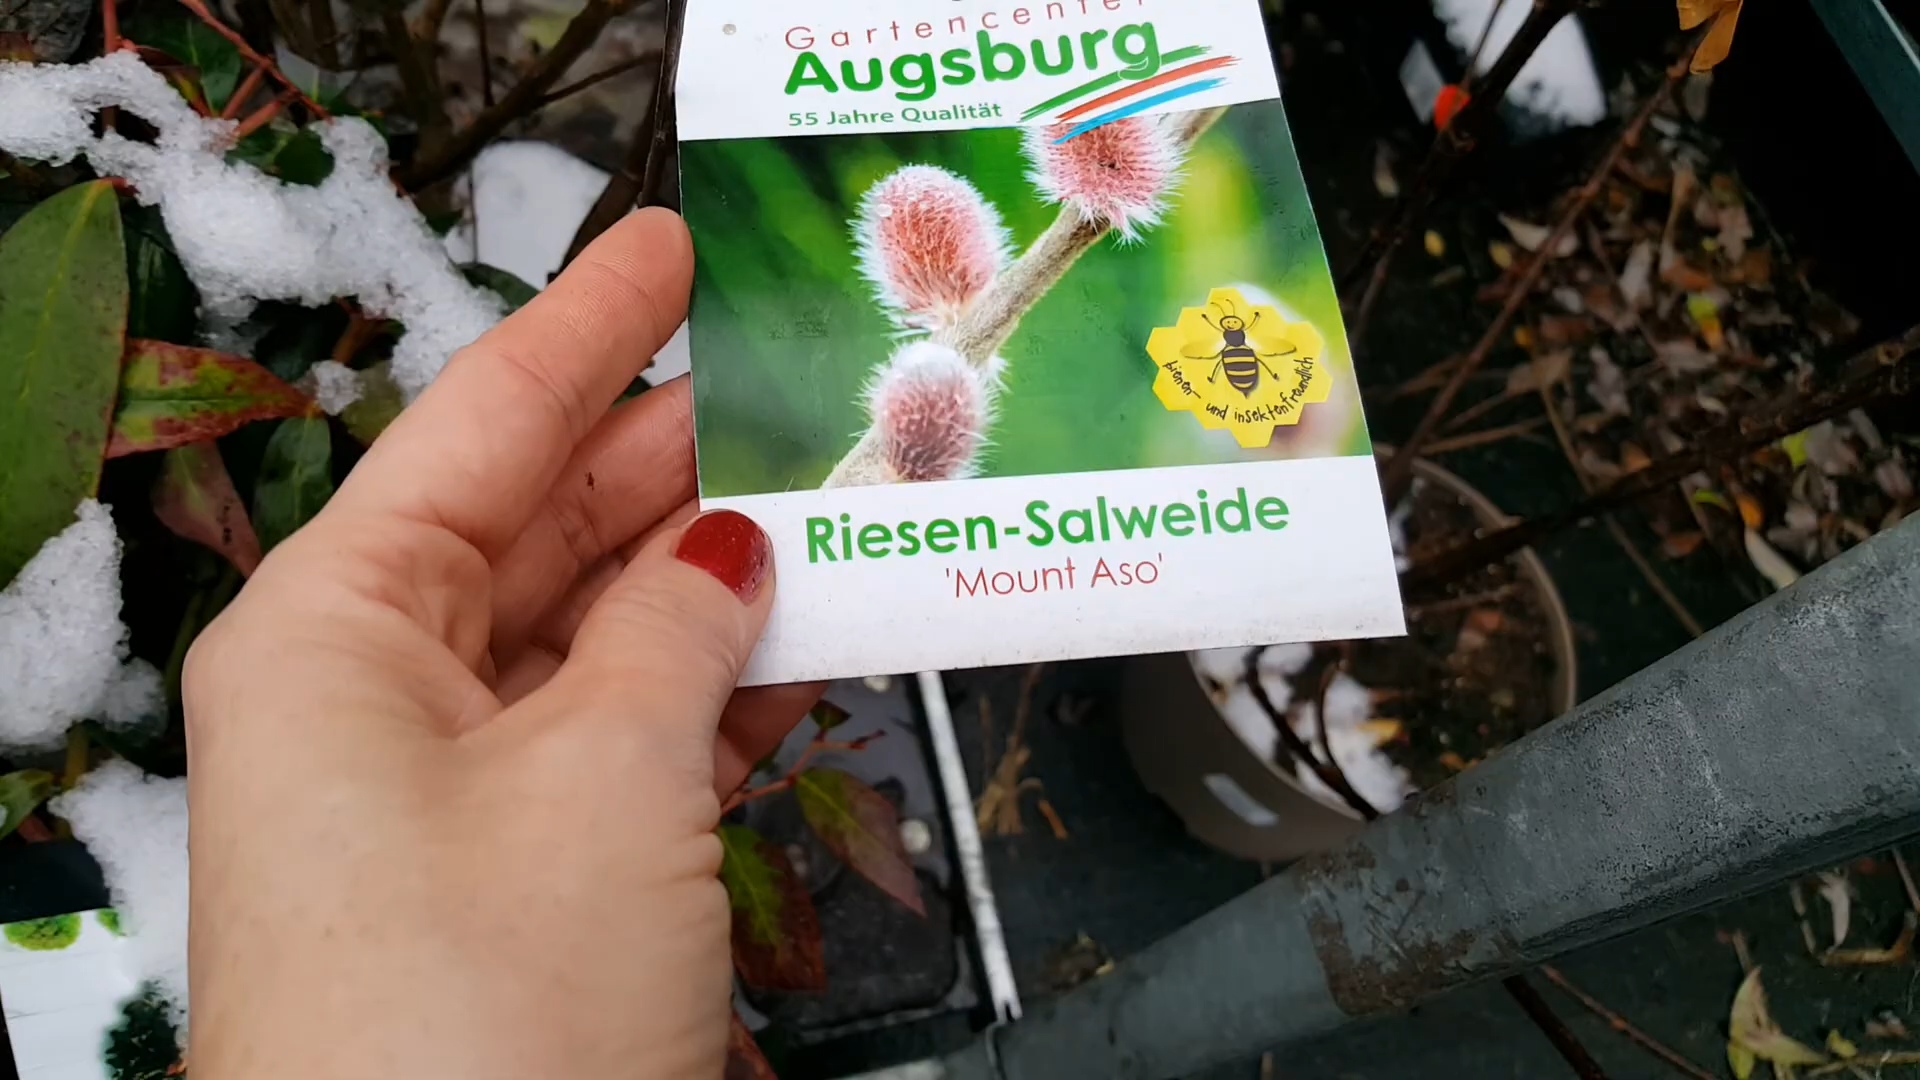 Gartencenter
Augsburg
55 Jahre Qualität
bienen- und insektenfreundlich
Riesen-Salweide
'Mount Aso'